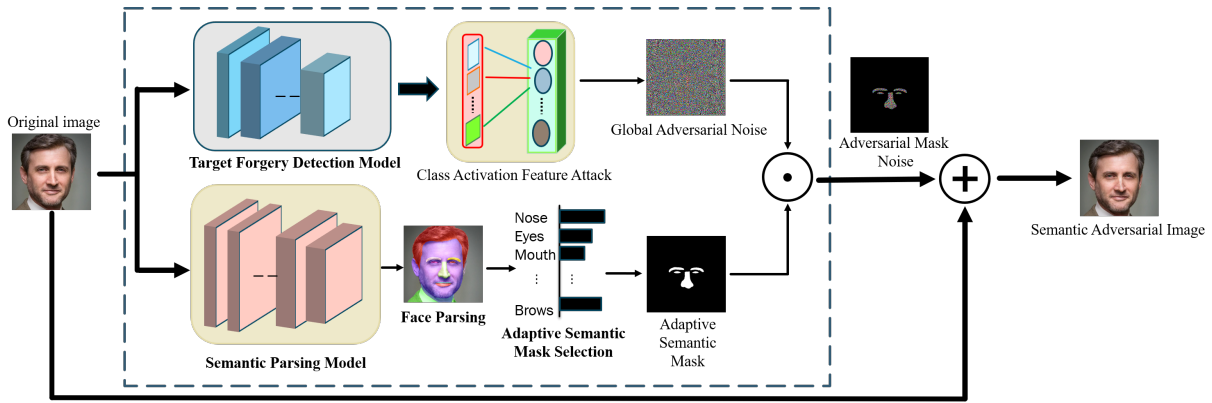 Original image
Target Forgery Detection Model
Class Activation Feature Attack
Global Adversarial Noise
Adversarial Mask
Noise
Semantic Adversarial Image
Semantic Parsing Model
Face Parsing
Nose
Eyes
Mouth
Brows
Adaptive Semantic
Mask Selection
Adaptive
Semantic
Mask